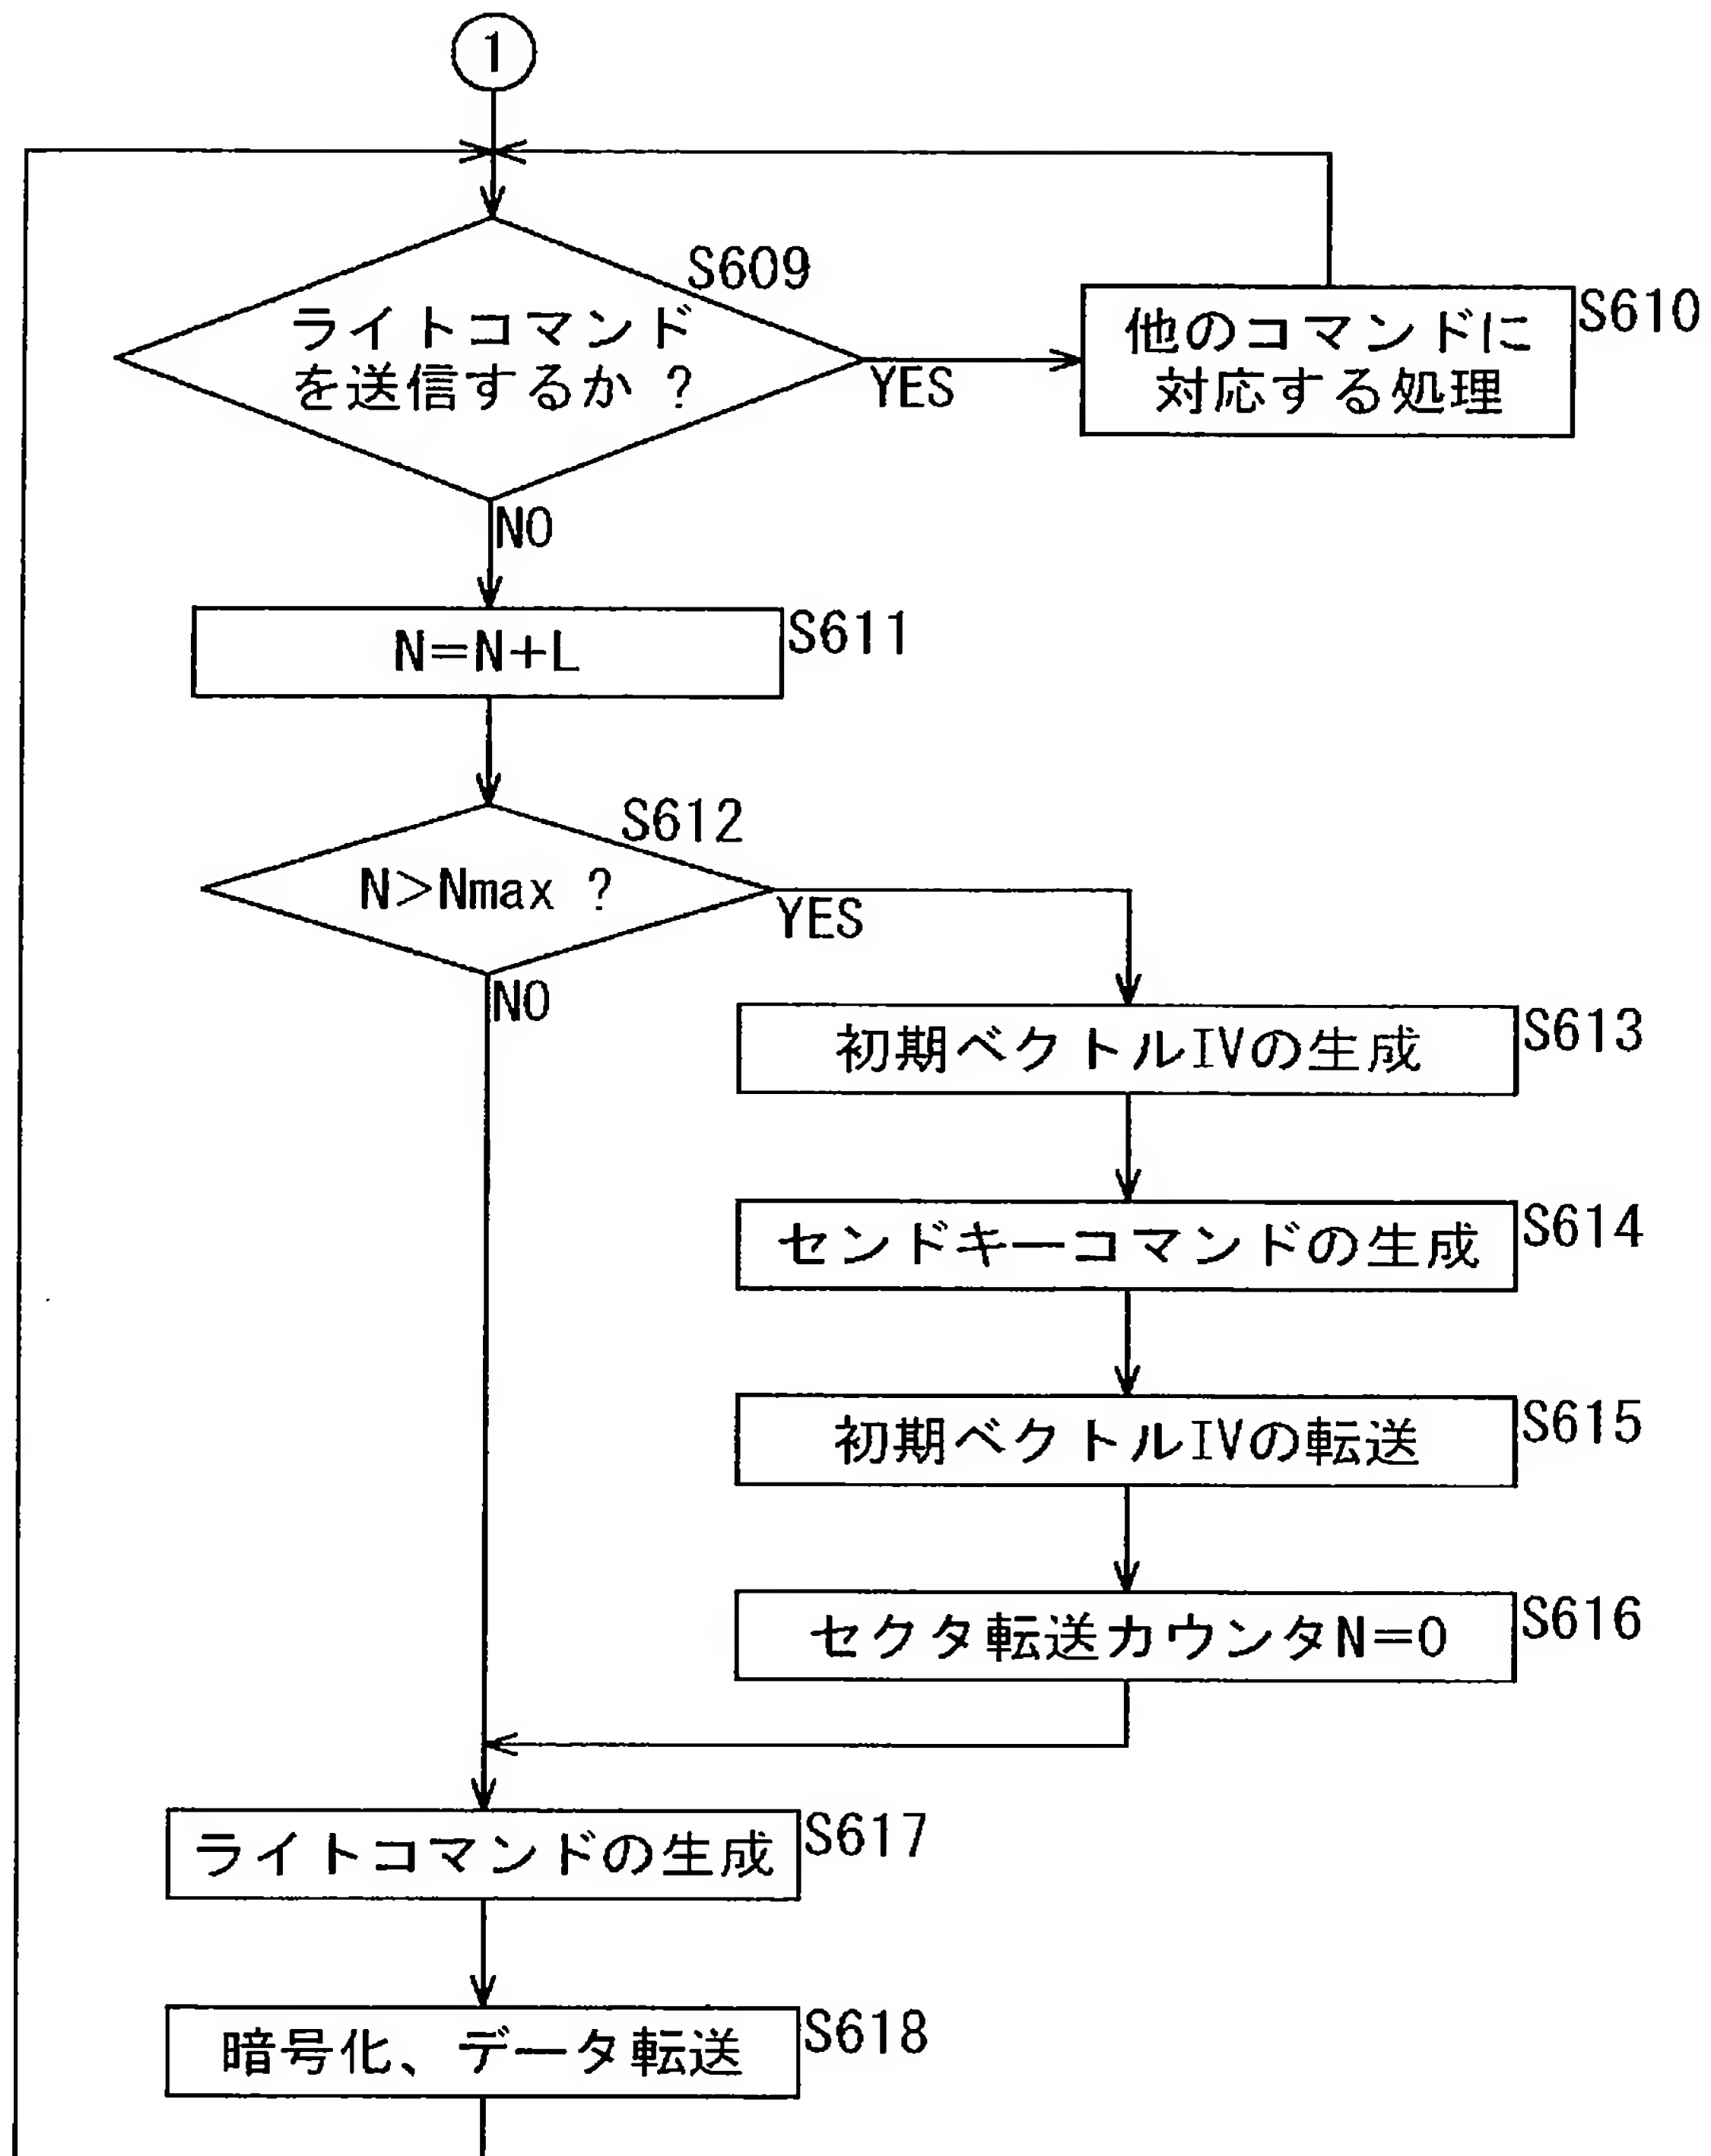 1
S609
ライトコマンド
を送信するか ?
YES
S610
他のコマンドに
対応する処理
NO
S611
N=N+L
S612
N>Nmax ?
YES
NO
S613
初期ベクトルIVの生成
S614
センドキーコマンドの生成
S615
初期ベクトルIVの転送
S616
セクタ転送カウンタN=0
S617
ライトコマンドの生成
S618
暗号化、データ転送